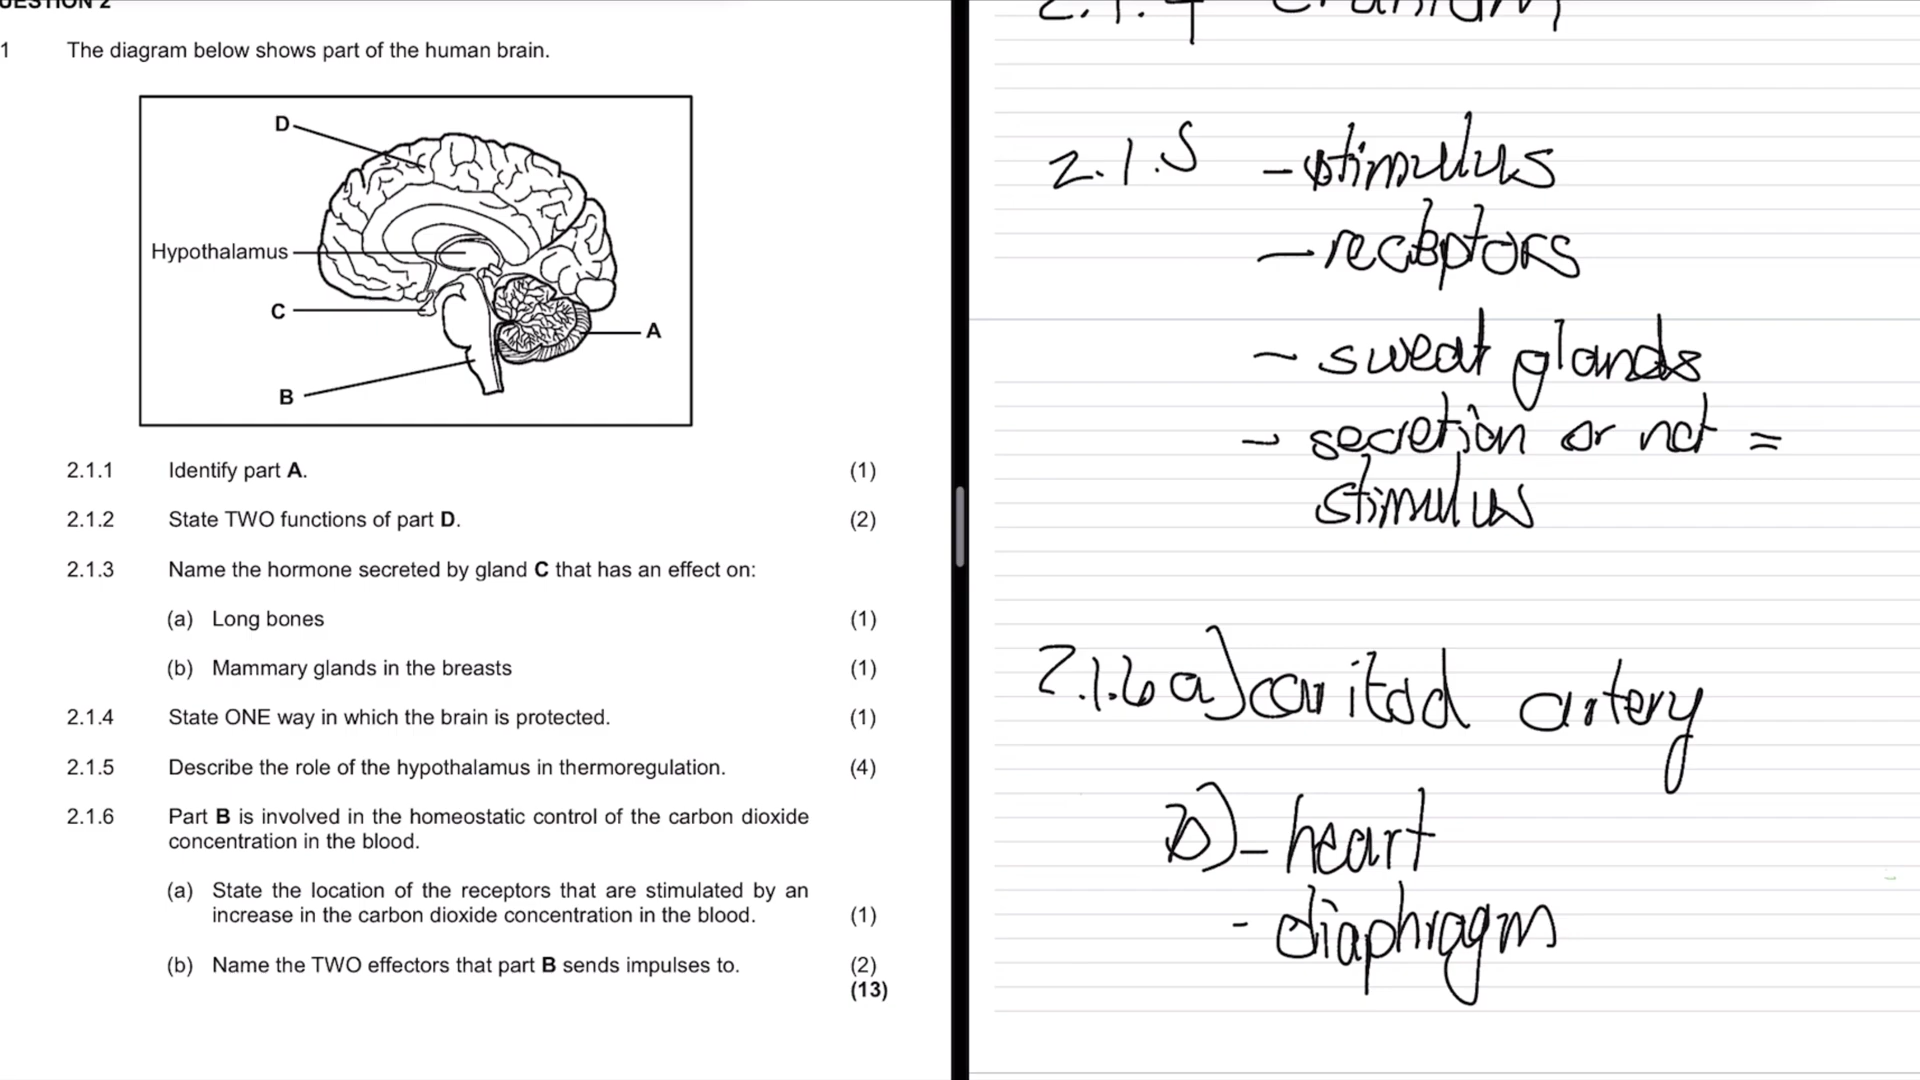 QUESTION 2
1 The diagram below shows part of the human brain.
D
Hypothalamus
C
A
B
2.1.1 Identify part A. (1)
2.1.2 State TWO functions of part D. (2)
2.1.3 Name the hormone secreted by gland C that has an effect on:
(a) Long bones (1)
(b) Mammary glands in the breasts (1)
2.1.4 State ONE way in which the brain is protected. (1)
2.1.5 Describe the role of the hypothalamus in thermoregulation. (4)
2.1.6 Part B is involved in the homeostatic control of the carbon dioxide
concentration in the blood.
(a) State the location of the receptors that are stimulated by an
increase in the carbon dioxide concentration in the blood. (1)
(b) Name the TWO effectors that part B sends impulses to. (2)
(13)
2.1.4 cranium
2.1.5 - stimulus
- receptors
- sweat glands
- secretion or not =
stimulus
2.1.6 a) caritod artery
b) - heart
- diaphragm